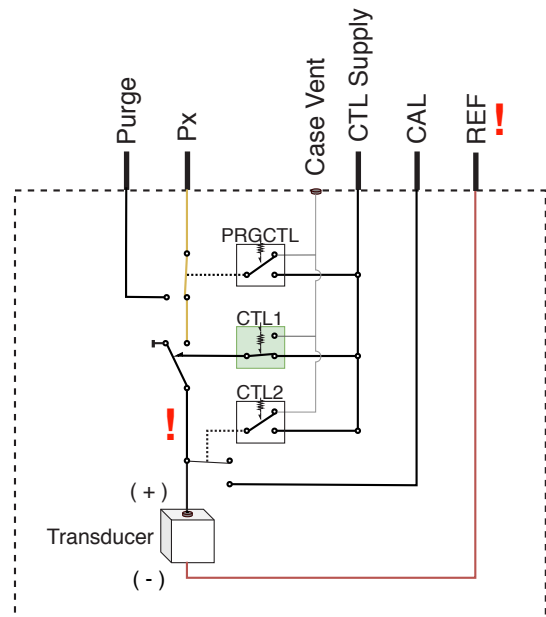 Purge
Px
Case Vent
CTL Supply
CAL
REF
!
PRGCTL
CTL1
CTL2
!
(+)
Transducer
(-)